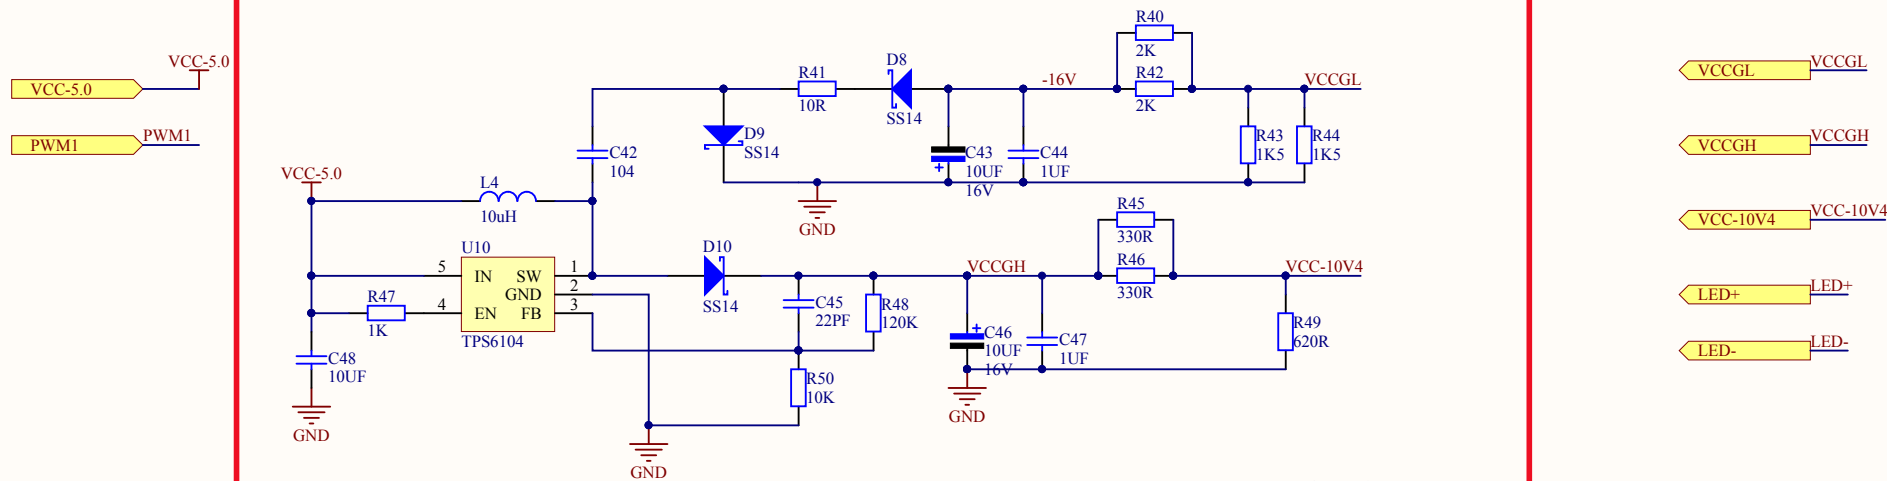 VCC-5.0
VCC-5.0
PWM1
PWM1
VCC-5.0
L4
10uH
C42
104
D9
SS14
R41
10R
D8
SS14
-16V
R40
2K
R42
2K
VCCGL
C43
10UF
16V
C44
1UF
R43
1K5
R44
1K5
GND
U10
5
IN
SW
1
GND
2
4
EN
FB
3
TPS6104
R47
1K
C48
10UF
GND
D10
SS14
C45
22PF
R48
120K
R50
10K
GND
VCCGH
C46
10UF
16V
C47
1UF
GND
R45
330R
R46
330R
VCC-10V4
R49
620R
VCCGL
VCCGL
VCCGH
VCCGH
VCC-10V4
VCC-10V4
LED+
LED+
LED-
LED-